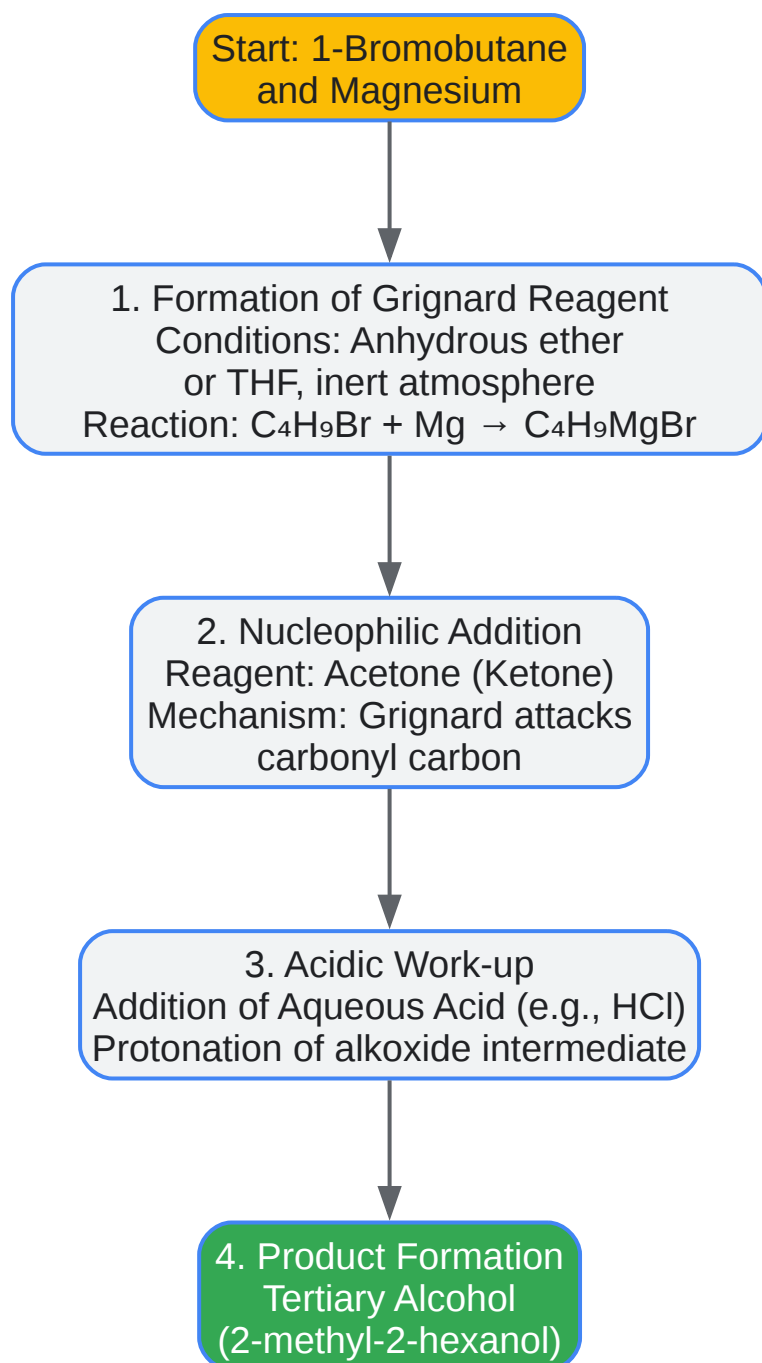 Start: 1-Bromobutane
and Magnesium
1. Formation of Grignard Reagent
Conditions: Anhydrous ether
or THF, inert atmosphere
Reaction: C₄H₉Br + Mg → C₄H₉MgBr
2. Nucleophilic Addition
Reagent: Acetone (Ketone)
Mechanism: Grignard attacks
carbonyl carbon
3. Acidic Work-up
Addition of Aqueous Acid (e.g., HCl)
Protonation of alkoxide intermediate
4. Product Formation
Tertiary Alcohol
(2-methyl-2-hexanol)